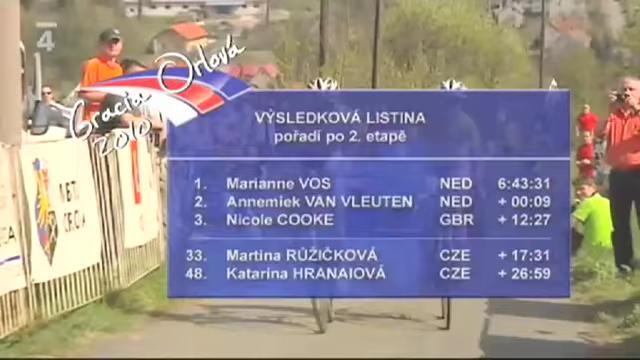 4
Gracia Orlová
2010
VÝSLEDKOVÁ LISTINA
pořadí po 2. etapě
1. Marianne VOS NED 6:43:31
2. Annemiek VAN VLEUTEN NED + 00:09
3. Nicole COOKE GBR + 12:27
33. Martina RŮŽIČKOVÁ CZE + 17:31
48. Katarina HRANAIOVÁ CZE + 26:59